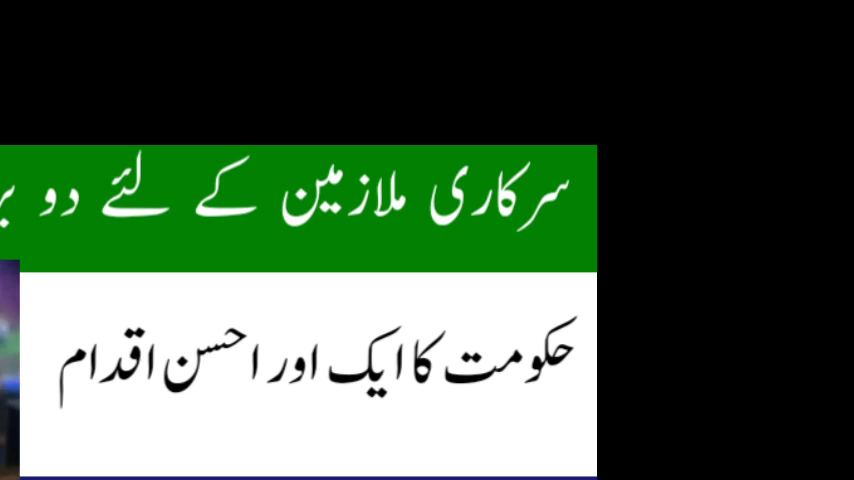 سرکاری ملازمین کے لئے دو
حکومت کا ایک اور احسن اقدام